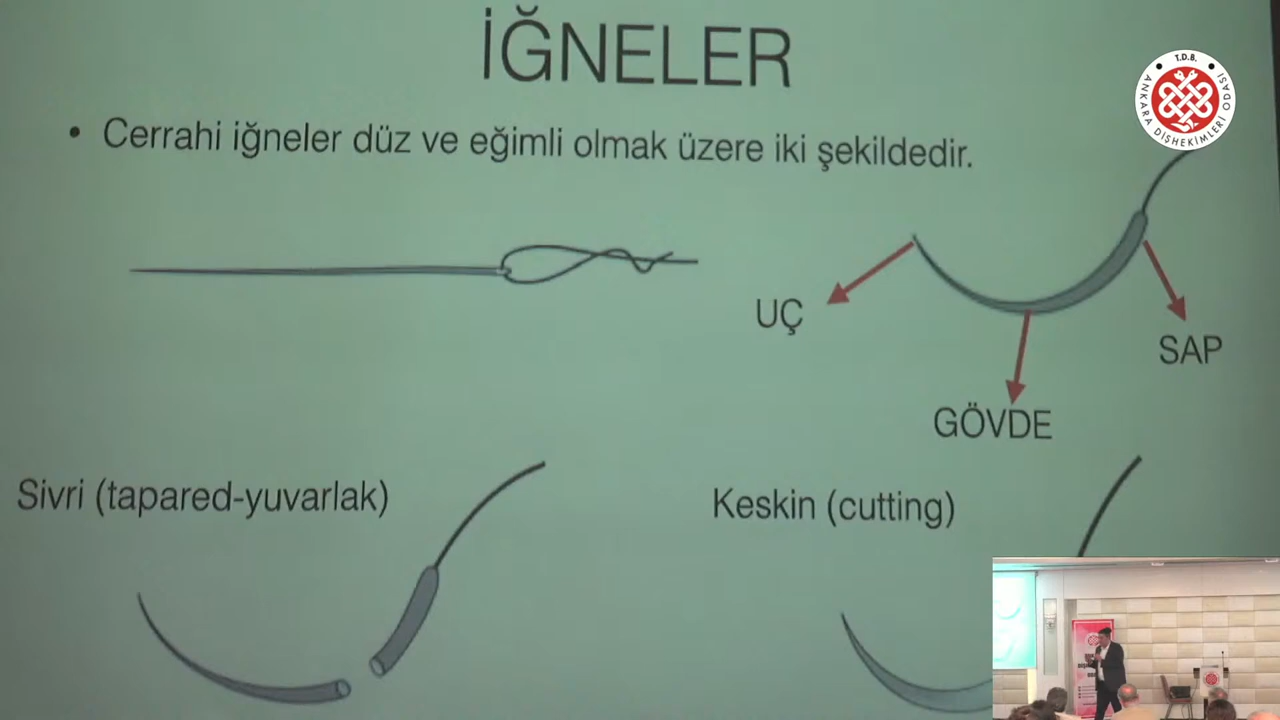 İĞNELER
T.D.B.
ANKARA DİŞHEKİMLERİ ODASI
• Cerrahi iğneler düz ve eğimli olmak üzere iki şekildedir.
UÇ
SAP
GÖVDE
Sivri (tapared-yuvarlak)
Keskin (cutting)